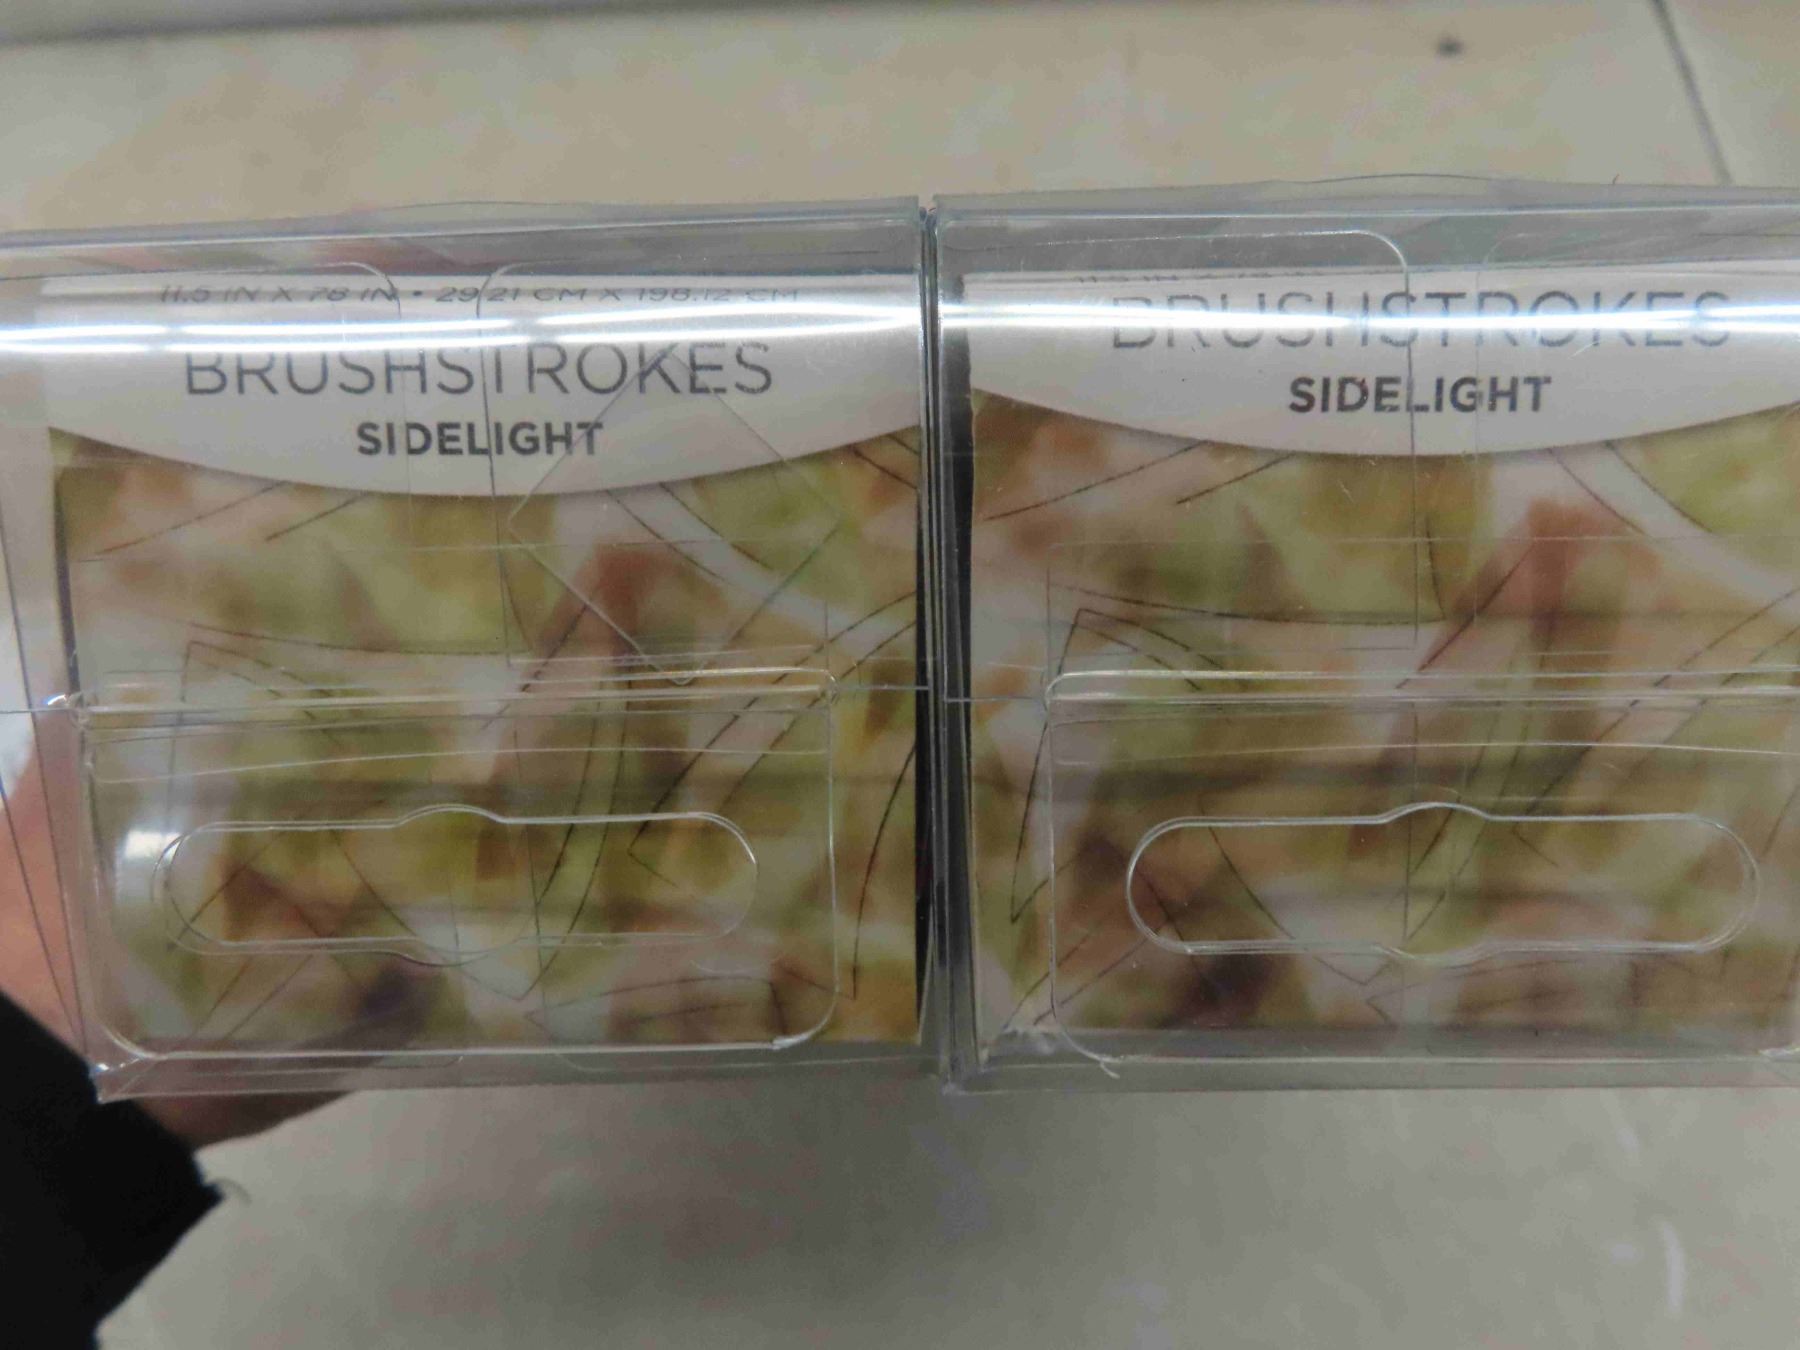 11.5 IN X 78 IN • 29.21 CM X 198.12 CM
BRUSHSTROKES
SIDELIGHT
BRUSHSTROKES
SIDELIGHT